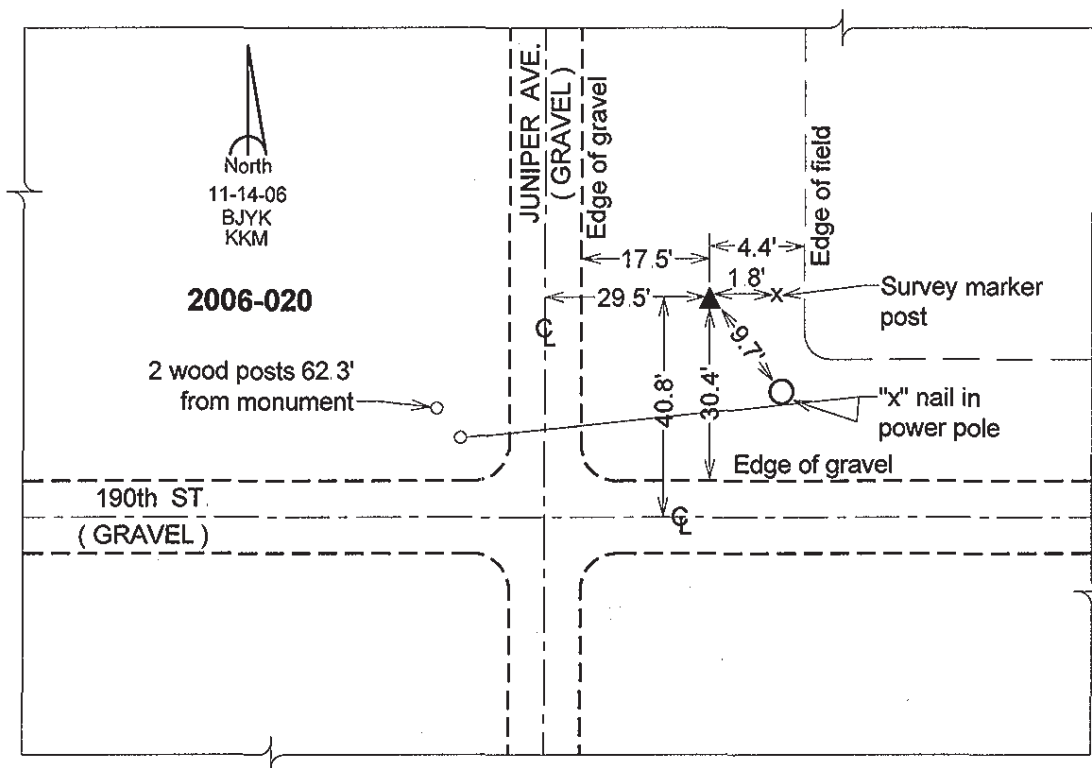 JUNIPER AVE.
(GRAVEL)
Edge of gravel
Edge of field
North
11-14-06
BJYK
KKM
2006-020
17.5'
4.4'
1.8'
29.5'
Survey marker
post
℄
9.7'
40.8'
30.4'
2 wood posts 62.3'
from monument
"x" nail in
power pole
Edge of gravel
190th ST.
( GRAVEL )
℄